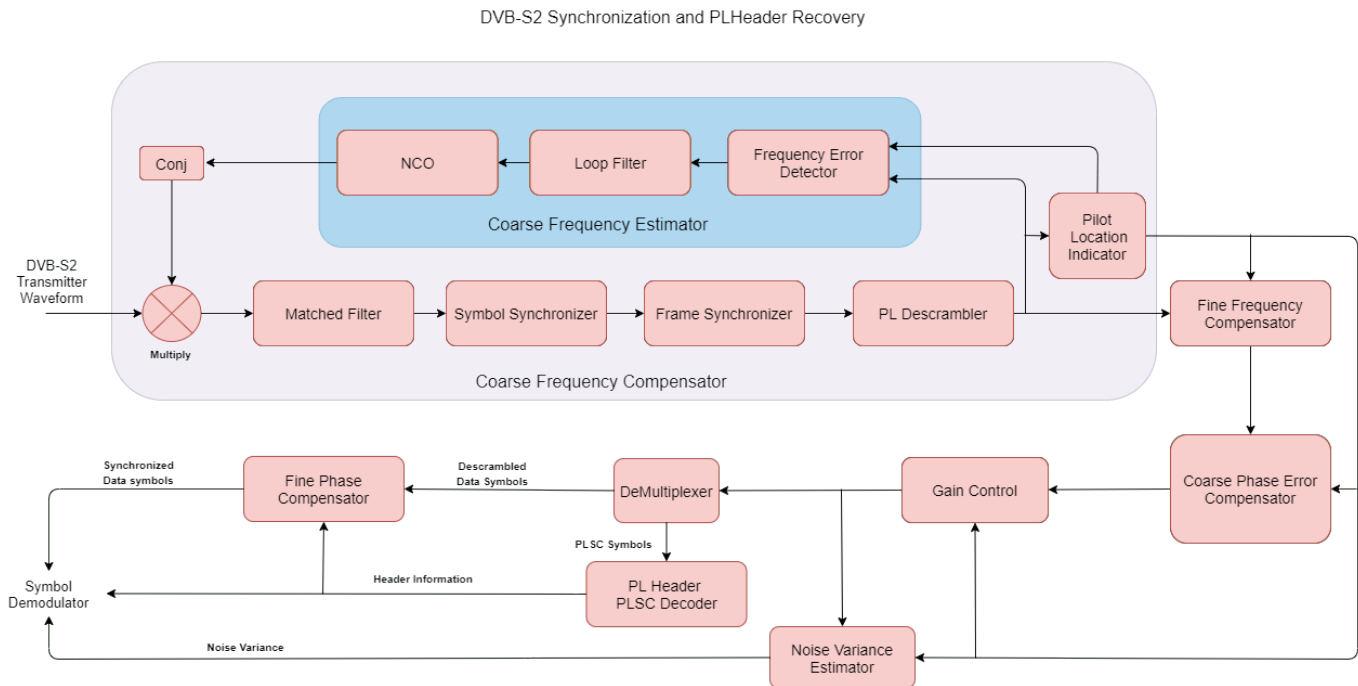 DVB-S2 Synchronization and PLHeader Recovery
Conj
NCO
Loop Filter
Frequency Error
Detector
Coarse Frequency Estimator
Pilot
Location
Indicator
DVB-S2
Transmitter
Waveform
Multiply
Matched Filter
Symbol Synchronizer
Frame Synchronizer
PL Descrambler
Fine Frequency
Compensator
Coarse Frequency Compensator
Synchronized
Data symbols
Fine Phase
Compensator
Descrambled
Data Symbols
DeMultiplexer
Gain Control
Coarse Phase Error
Compensator
PLSC Symbols
Symbol
Demodulator
Header Information
PL Header
PLSC Decoder
Noise Variance
Noise Variance
Estimator